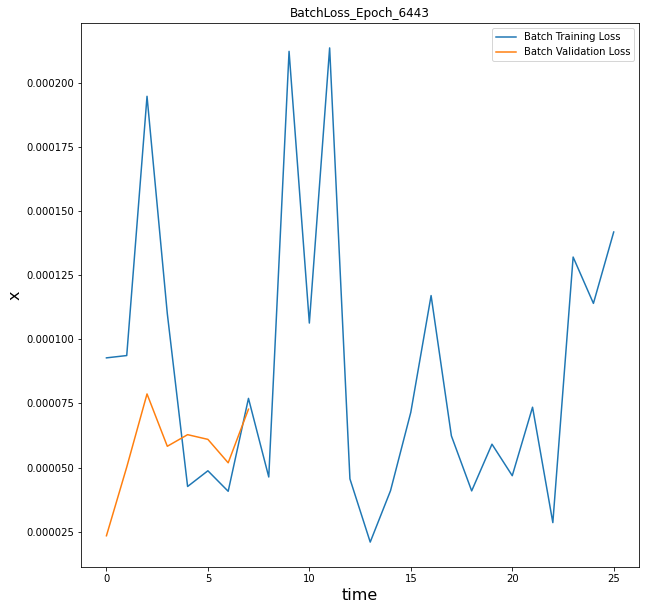 BatchLoss_Epoch_6443
Batch Training Loss
Batch Validation Loss
0.000200
0.000175
0.000150
0.000125
0.000100
0.000075
0.000050
0.000025
x
0 5 10 15 20 25
time